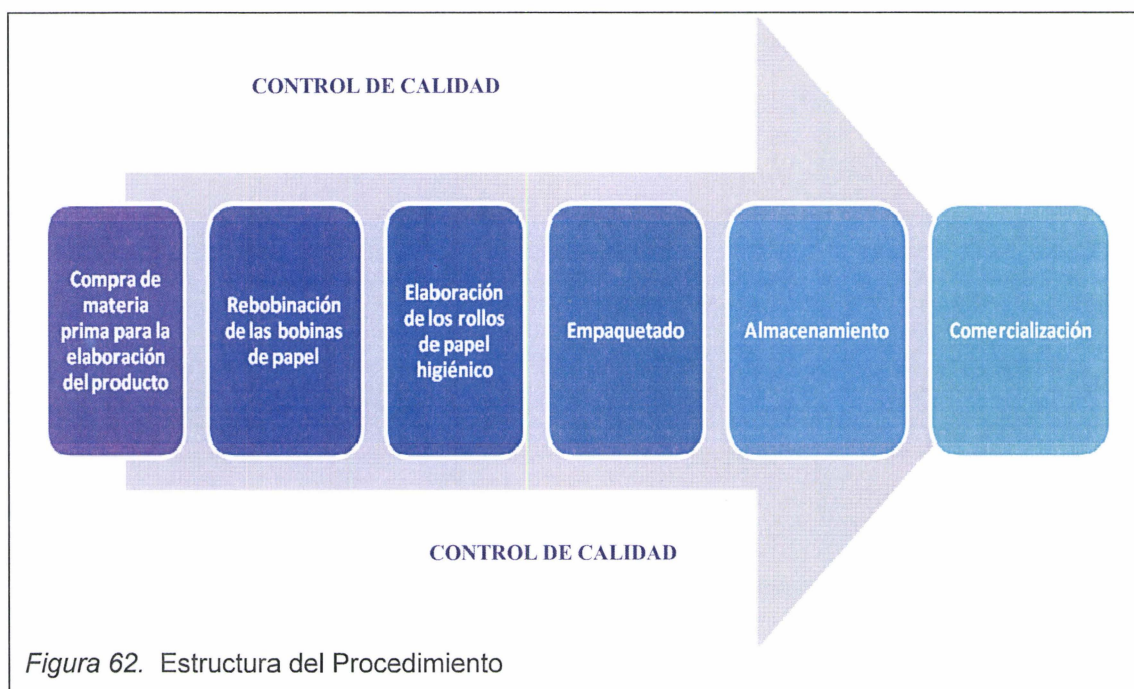 CONTROL DE CALIDAD
Compra de
materia
prima para la
elaboración
del producto
Rebobinación
de las bobinas
de papel
Elaboración
de los rollos
de papel
higiénico
Empaquetado
Almacenamiento
Comercialización
CONTROL DE CALIDAD
Figura 62. Estructura del Procedimiento